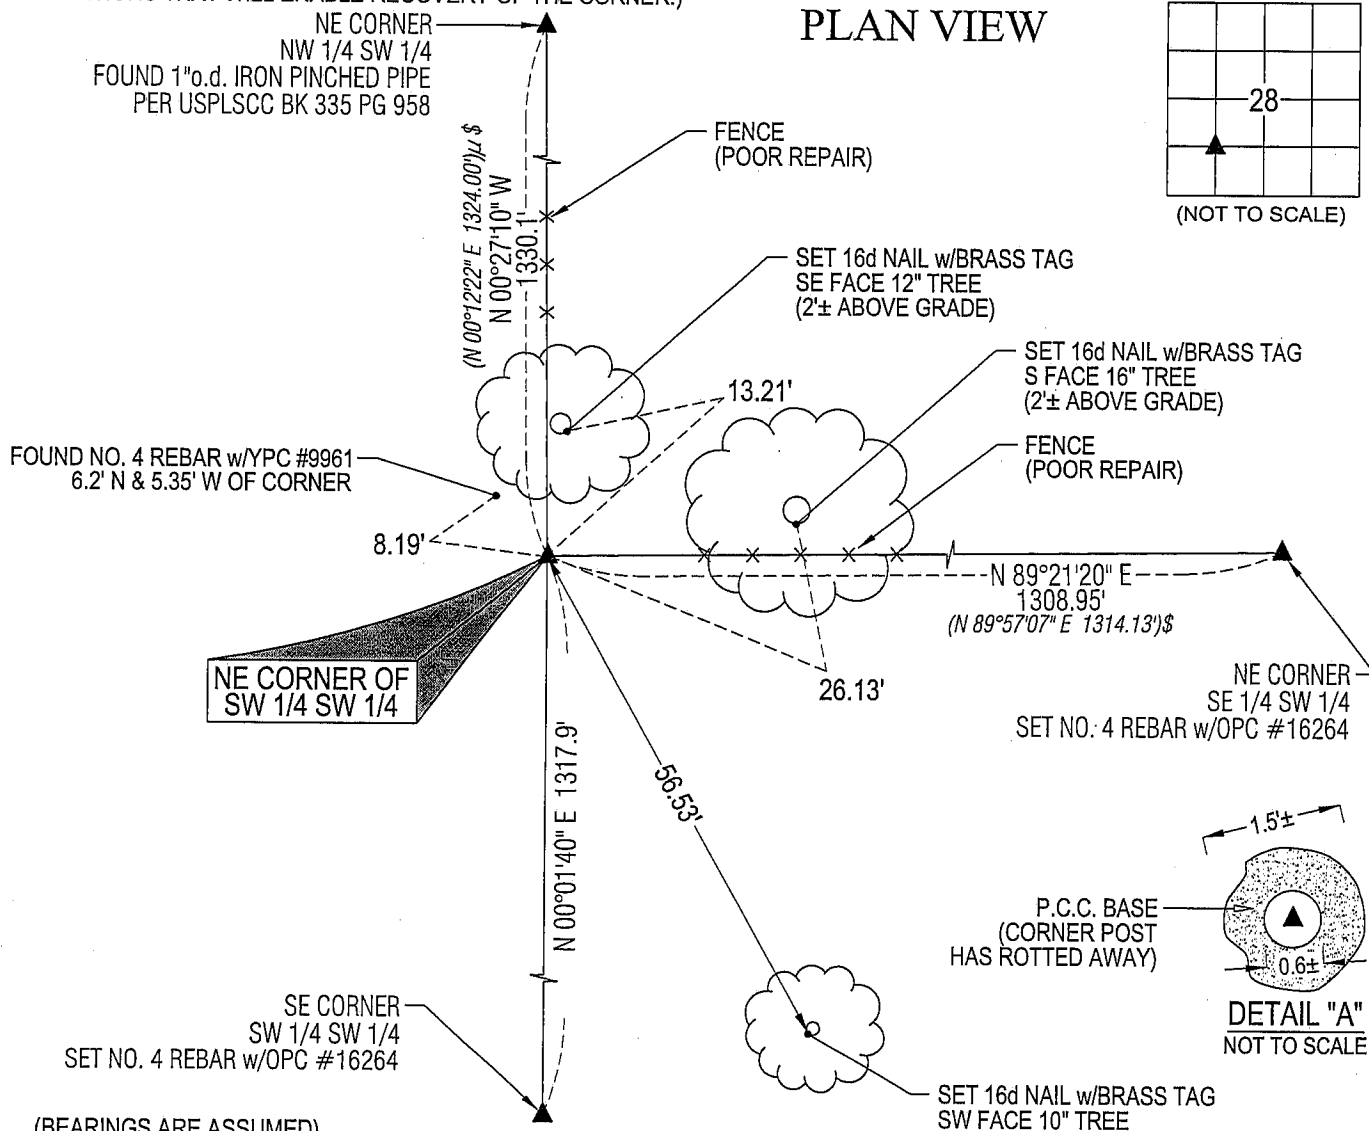 NE CORNER
NW 1/4 SW 1/4
FOUND 1"o.d. IRON PINCHED PIPE
PER USPLSCC BK 335 PG 958
PLAN VIEW
28
(NOT TO SCALE)
FENCE
(POOR REPAIR)
(N 00°12'22" E 1324.00')µ $
N 00°27'10" W
1330.1'
SET 16d NAIL w/BRASS TAG
SE FACE 12" TREE
(2'± ABOVE GRADE)
SET 16d NAIL w/BRASS TAG
S FACE 16" TREE
(2'± ABOVE GRADE)
13.21'
FENCE
(POOR REPAIR)
FOUND NO. 4 REBAR w/YPC #9961
6.2' N & 5.35' W OF CORNER
8.19'
N 89°21'20" E
1308.95'
(N 89°57'07" E 1314.13')$
NE CORNER OF
SW 1/4 SW 1/4
26.13'
NE CORNER
SE 1/4 SW 1/4
SET NO. 4 REBAR w/OPC #16264
N 00°01'40" E 1317.9'
56.53'
1.5'±
P.C.C. BASE
(CORNER POST
HAS ROTTED AWAY)
0.6±
DETAIL "A"
NOT TO SCALE
SE CORNER
SW 1/4 SW 1/4
SET NO. 4 REBAR w/OPC #16264
SET 16d NAIL w/BRASS TAG
SW FACE 10" TREE
(BEARINGS ARE ASSUMED)